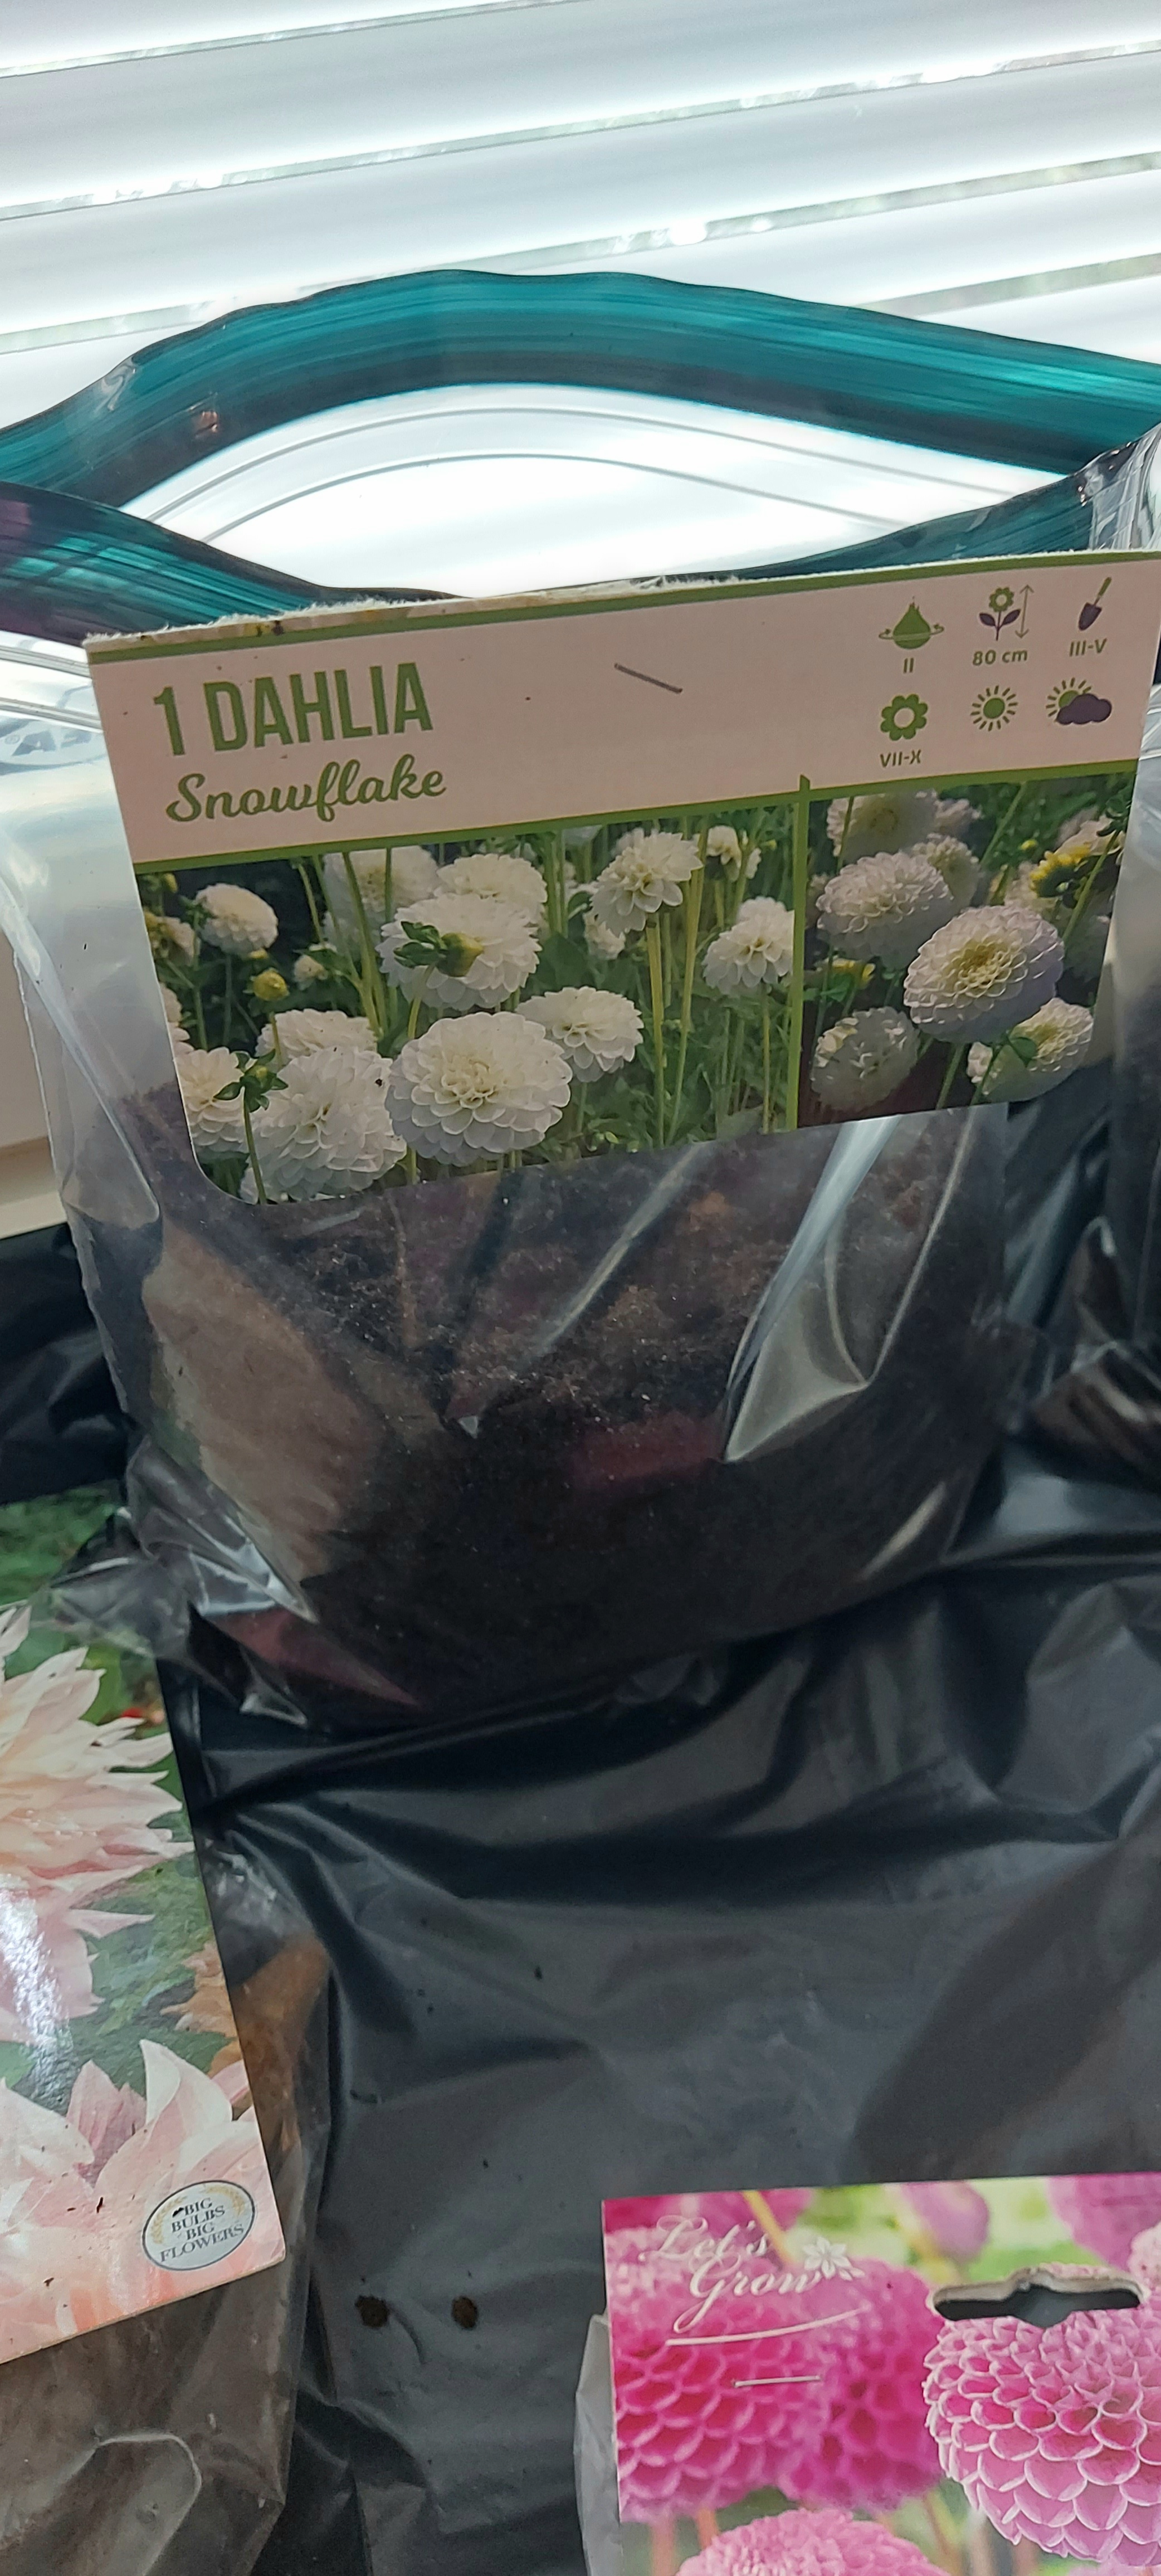 1 DAHLIA
Snowflake
II
80 cm
III-V
VII-X
BIG
BULBS
BIG
FLOWERS
Let's
Grow